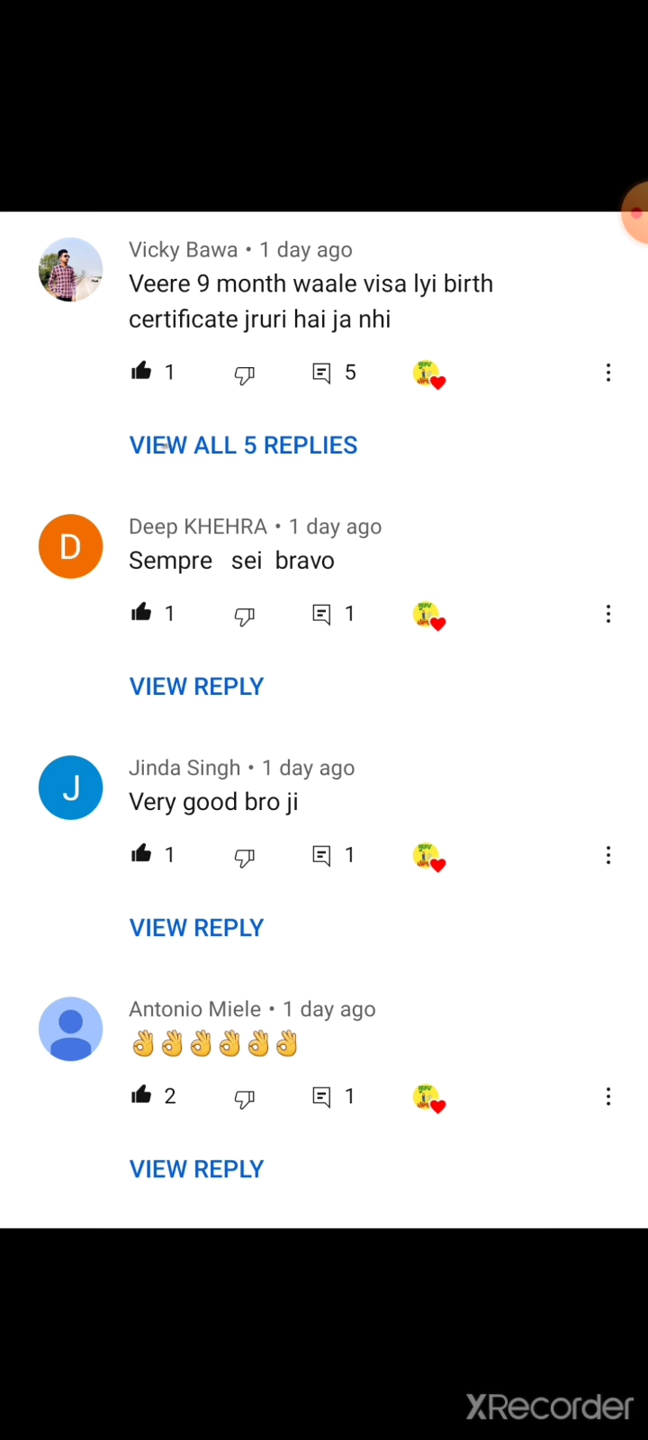 Vicky Bawa • 1 day ago
Veere 9 month waale visa lyi birth
certificate jruri hai ja nhi
1 5
VIEW ALL 5 REPLIES
D
Deep KHEHRA • 1 day ago
Sempre sei bravo
1 1
VIEW REPLY
J
Jinda Singh • 1 day ago
Very good bro ji
1 1
VIEW REPLY
Antonio Miele • 1 day ago
👌👌👌👌👌👌
2 1
VIEW REPLY
XRecorder